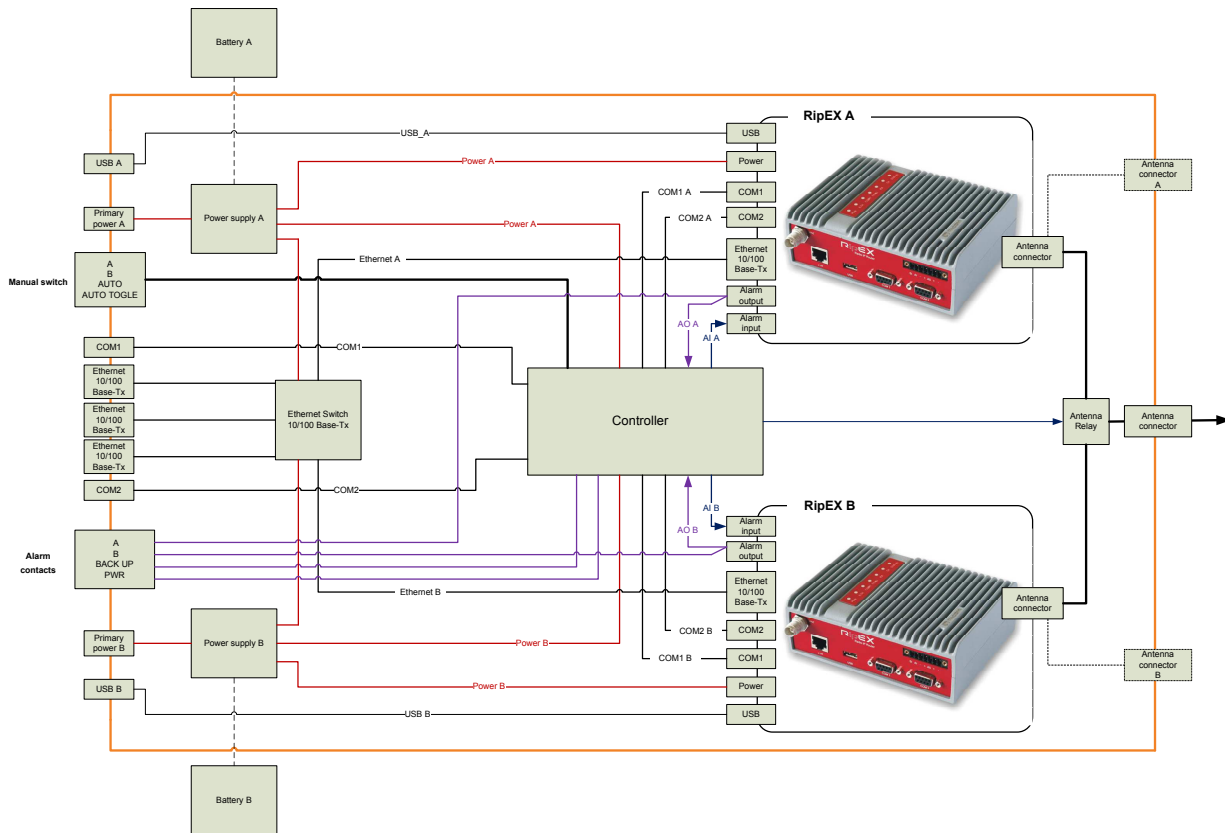 Battery A
RipEX A
USB_A
USB
USB A
Power A
Power
Antenna
connector
A
Primary
power A
Power supply A
COM1 A
COM1
COM2 A
COM2
Power A
Manual switch
A
B
AUTO
AUTO TOGLE
Ethernet A
Ethernet
10/100
Base-Tx
Antenna
connector
RipEX
Alarm
output
Alarm
input
AO A
AI A
COM1
COM1
Ethernet
10/100
Base-Tx
Ethernet
10/100
Base-Tx
Ethernet
10/100
Base-Tx
Ethernet Switch
10/100 Base-Tx
Controller
Antenna
Relay
Antenna
connector
COM2
COM2
RipEX B
AO B
AI B
Alarm
input
Alarm
output
Alarm
contacts
A
B
BACK UP
PWR
Ethernet B
Ethernet
10/100
Base-Tx
Antenna
connector
RipEX
Primary
power B
Power supply B
Power B
COM2 B
COM2
COM1 B
COM1
Antenna
connector
B
USB B
Power B
Power
USB B
USB
Battery B